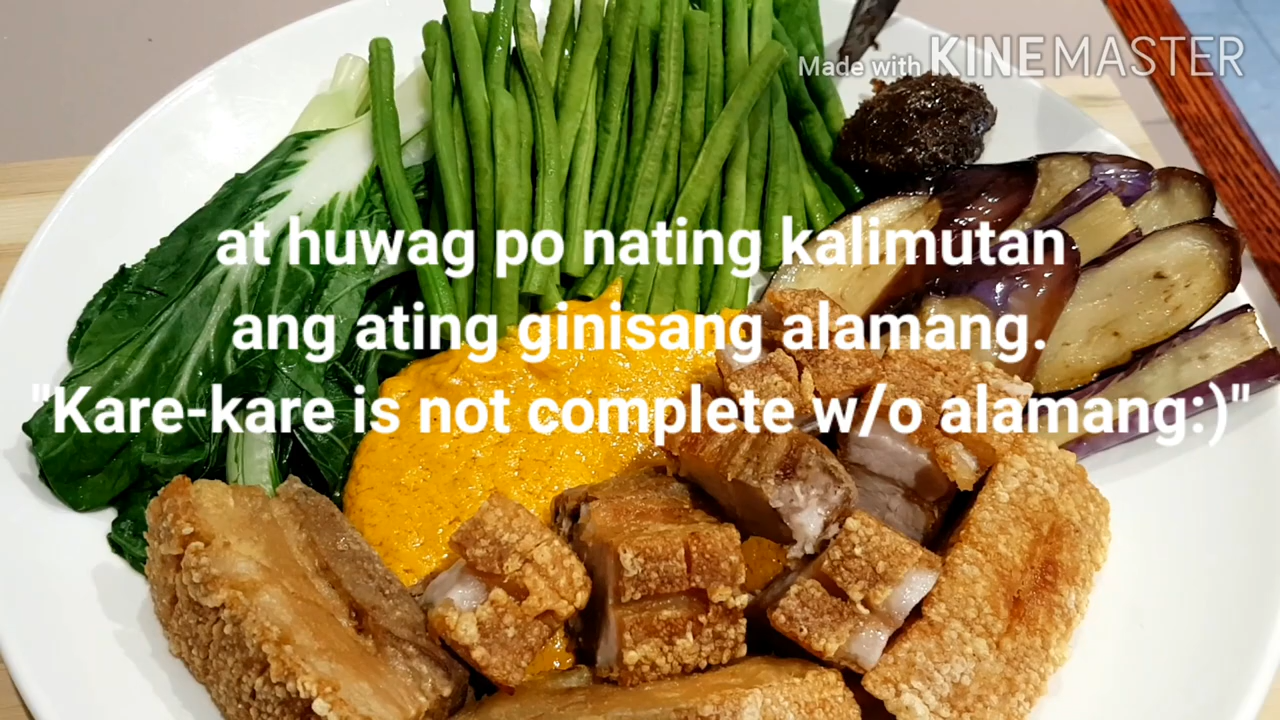 Made with KINEMASTER
at huwag po nating kalimutan
ang ating ginisang alamang.
"Kare-kare is not complete w/o alamang:)"